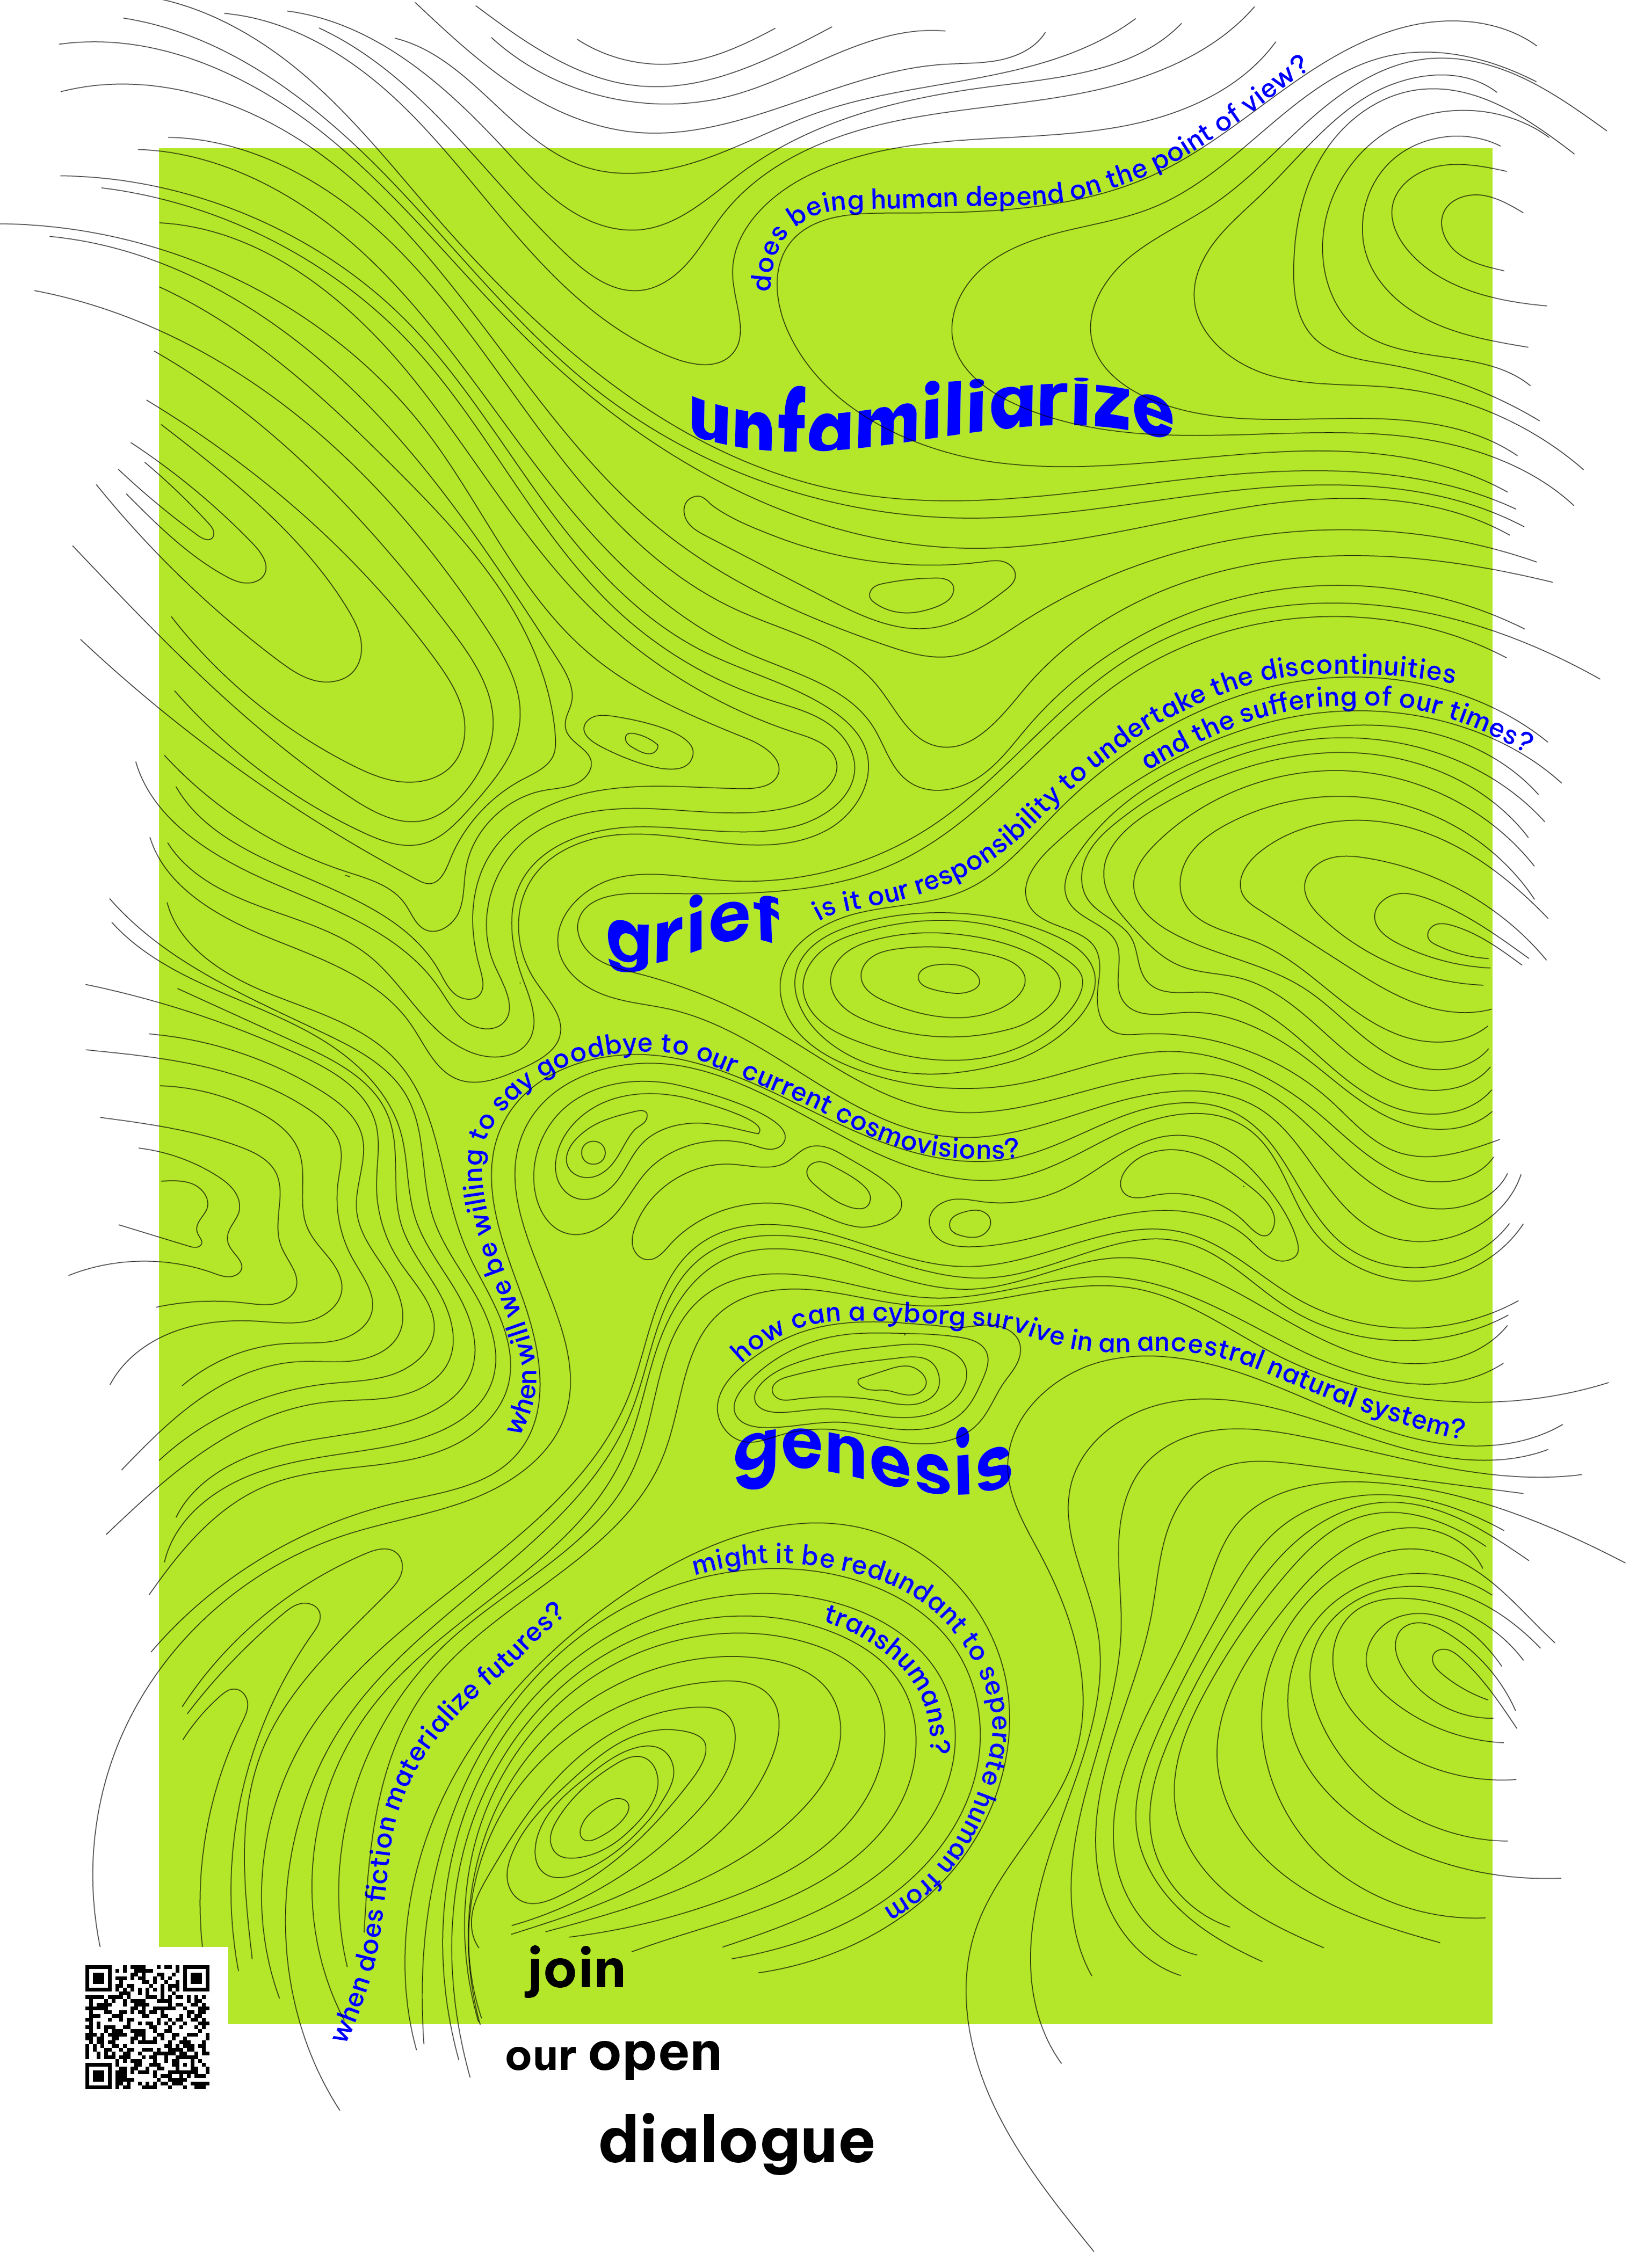 does being human depend on the point of view?
unfamiliarize
is it our responsibility to undertake the discontinuities
and the suffering of our times?
grief
when will we be willing to say goodbye to our current cosmovisions?
how can a cyborg survive in an ancestral natural system?
genesis
might it be redundant to seperate human from
transhumans?
when does fiction materialize futures?
join
our open
dialogue